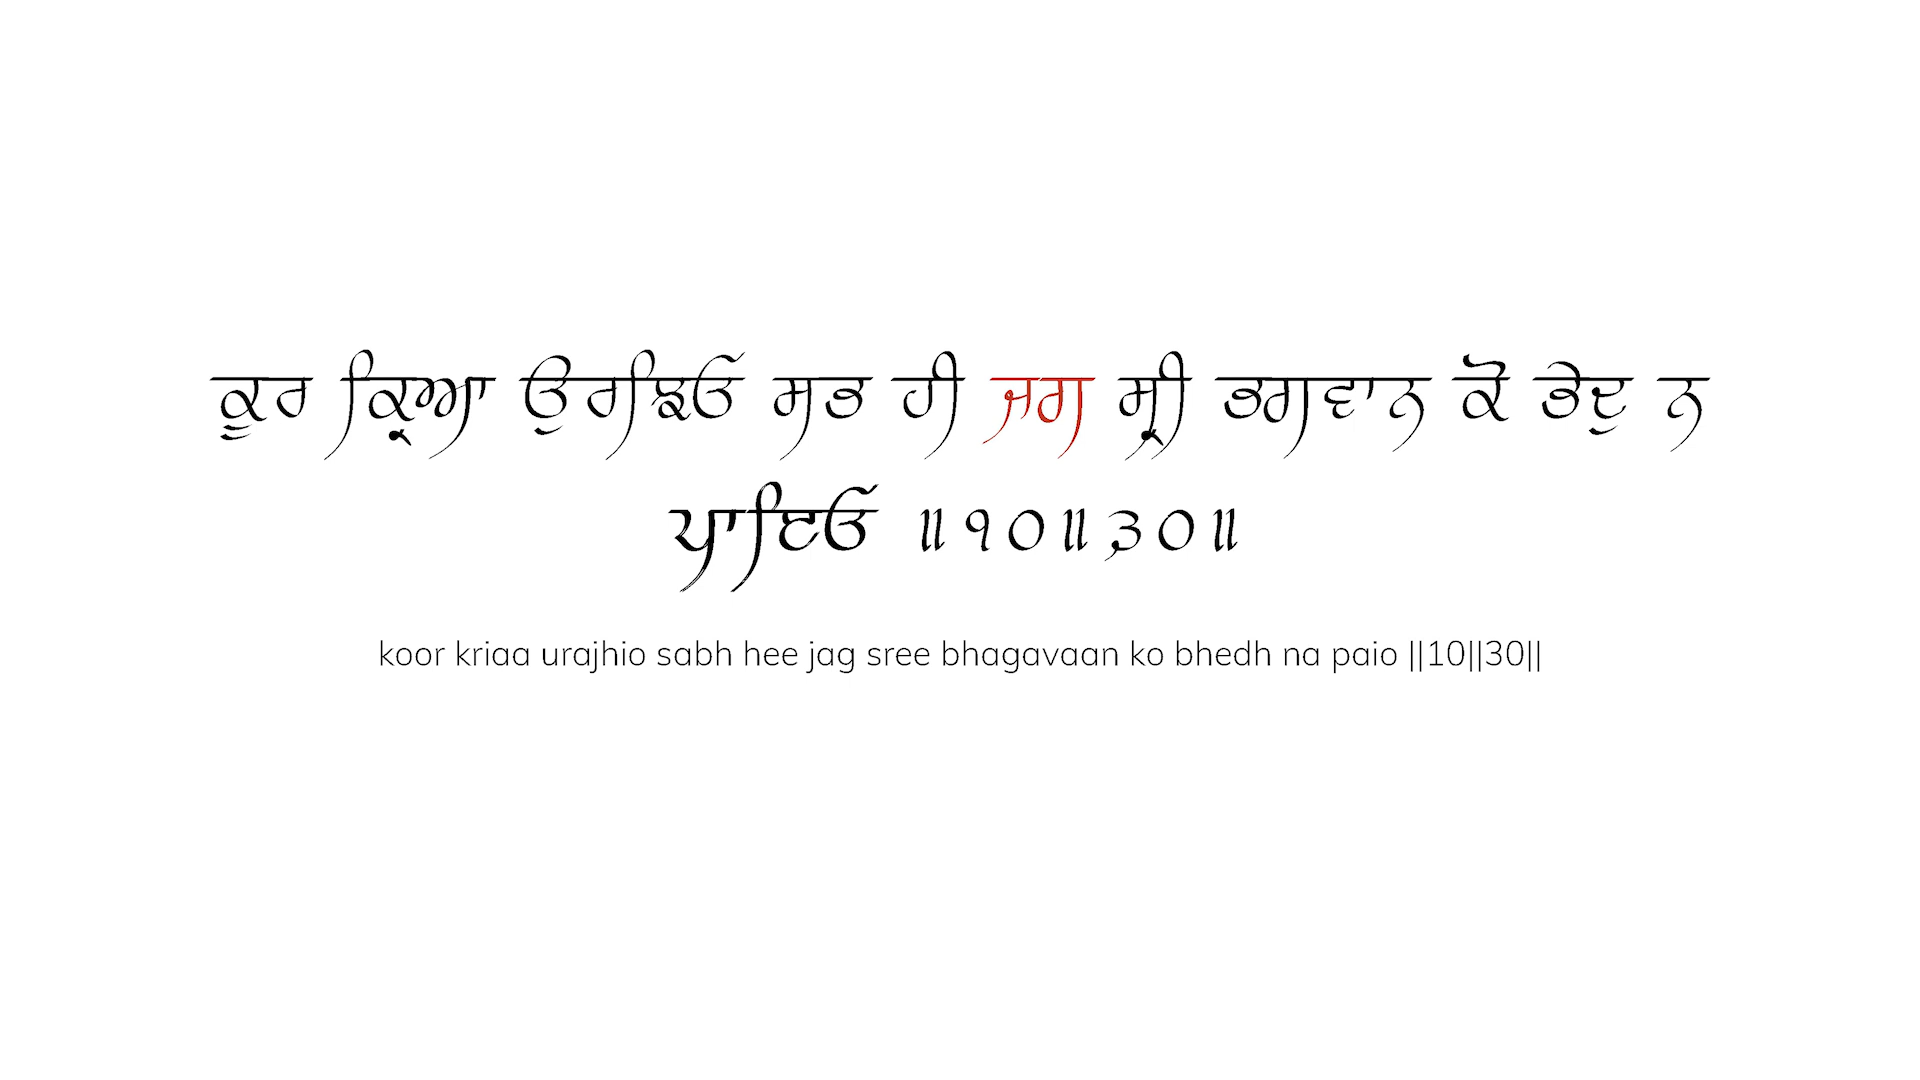 ਕੂਰ ਕ੍ਰਿਆ ਉਰਝਿਓ ਸਭ ਹੀ ਜਗ ਸ੍ਰੀ ਭਗਵਾਨ ਕੋ ਭੇਦੁ ਨ
ਪਾਇਓ ॥੧੦॥੩੦॥
koor kriaa urajhio sabh hee jag sree bhagavaan ko bhedh na paio ||10||30||